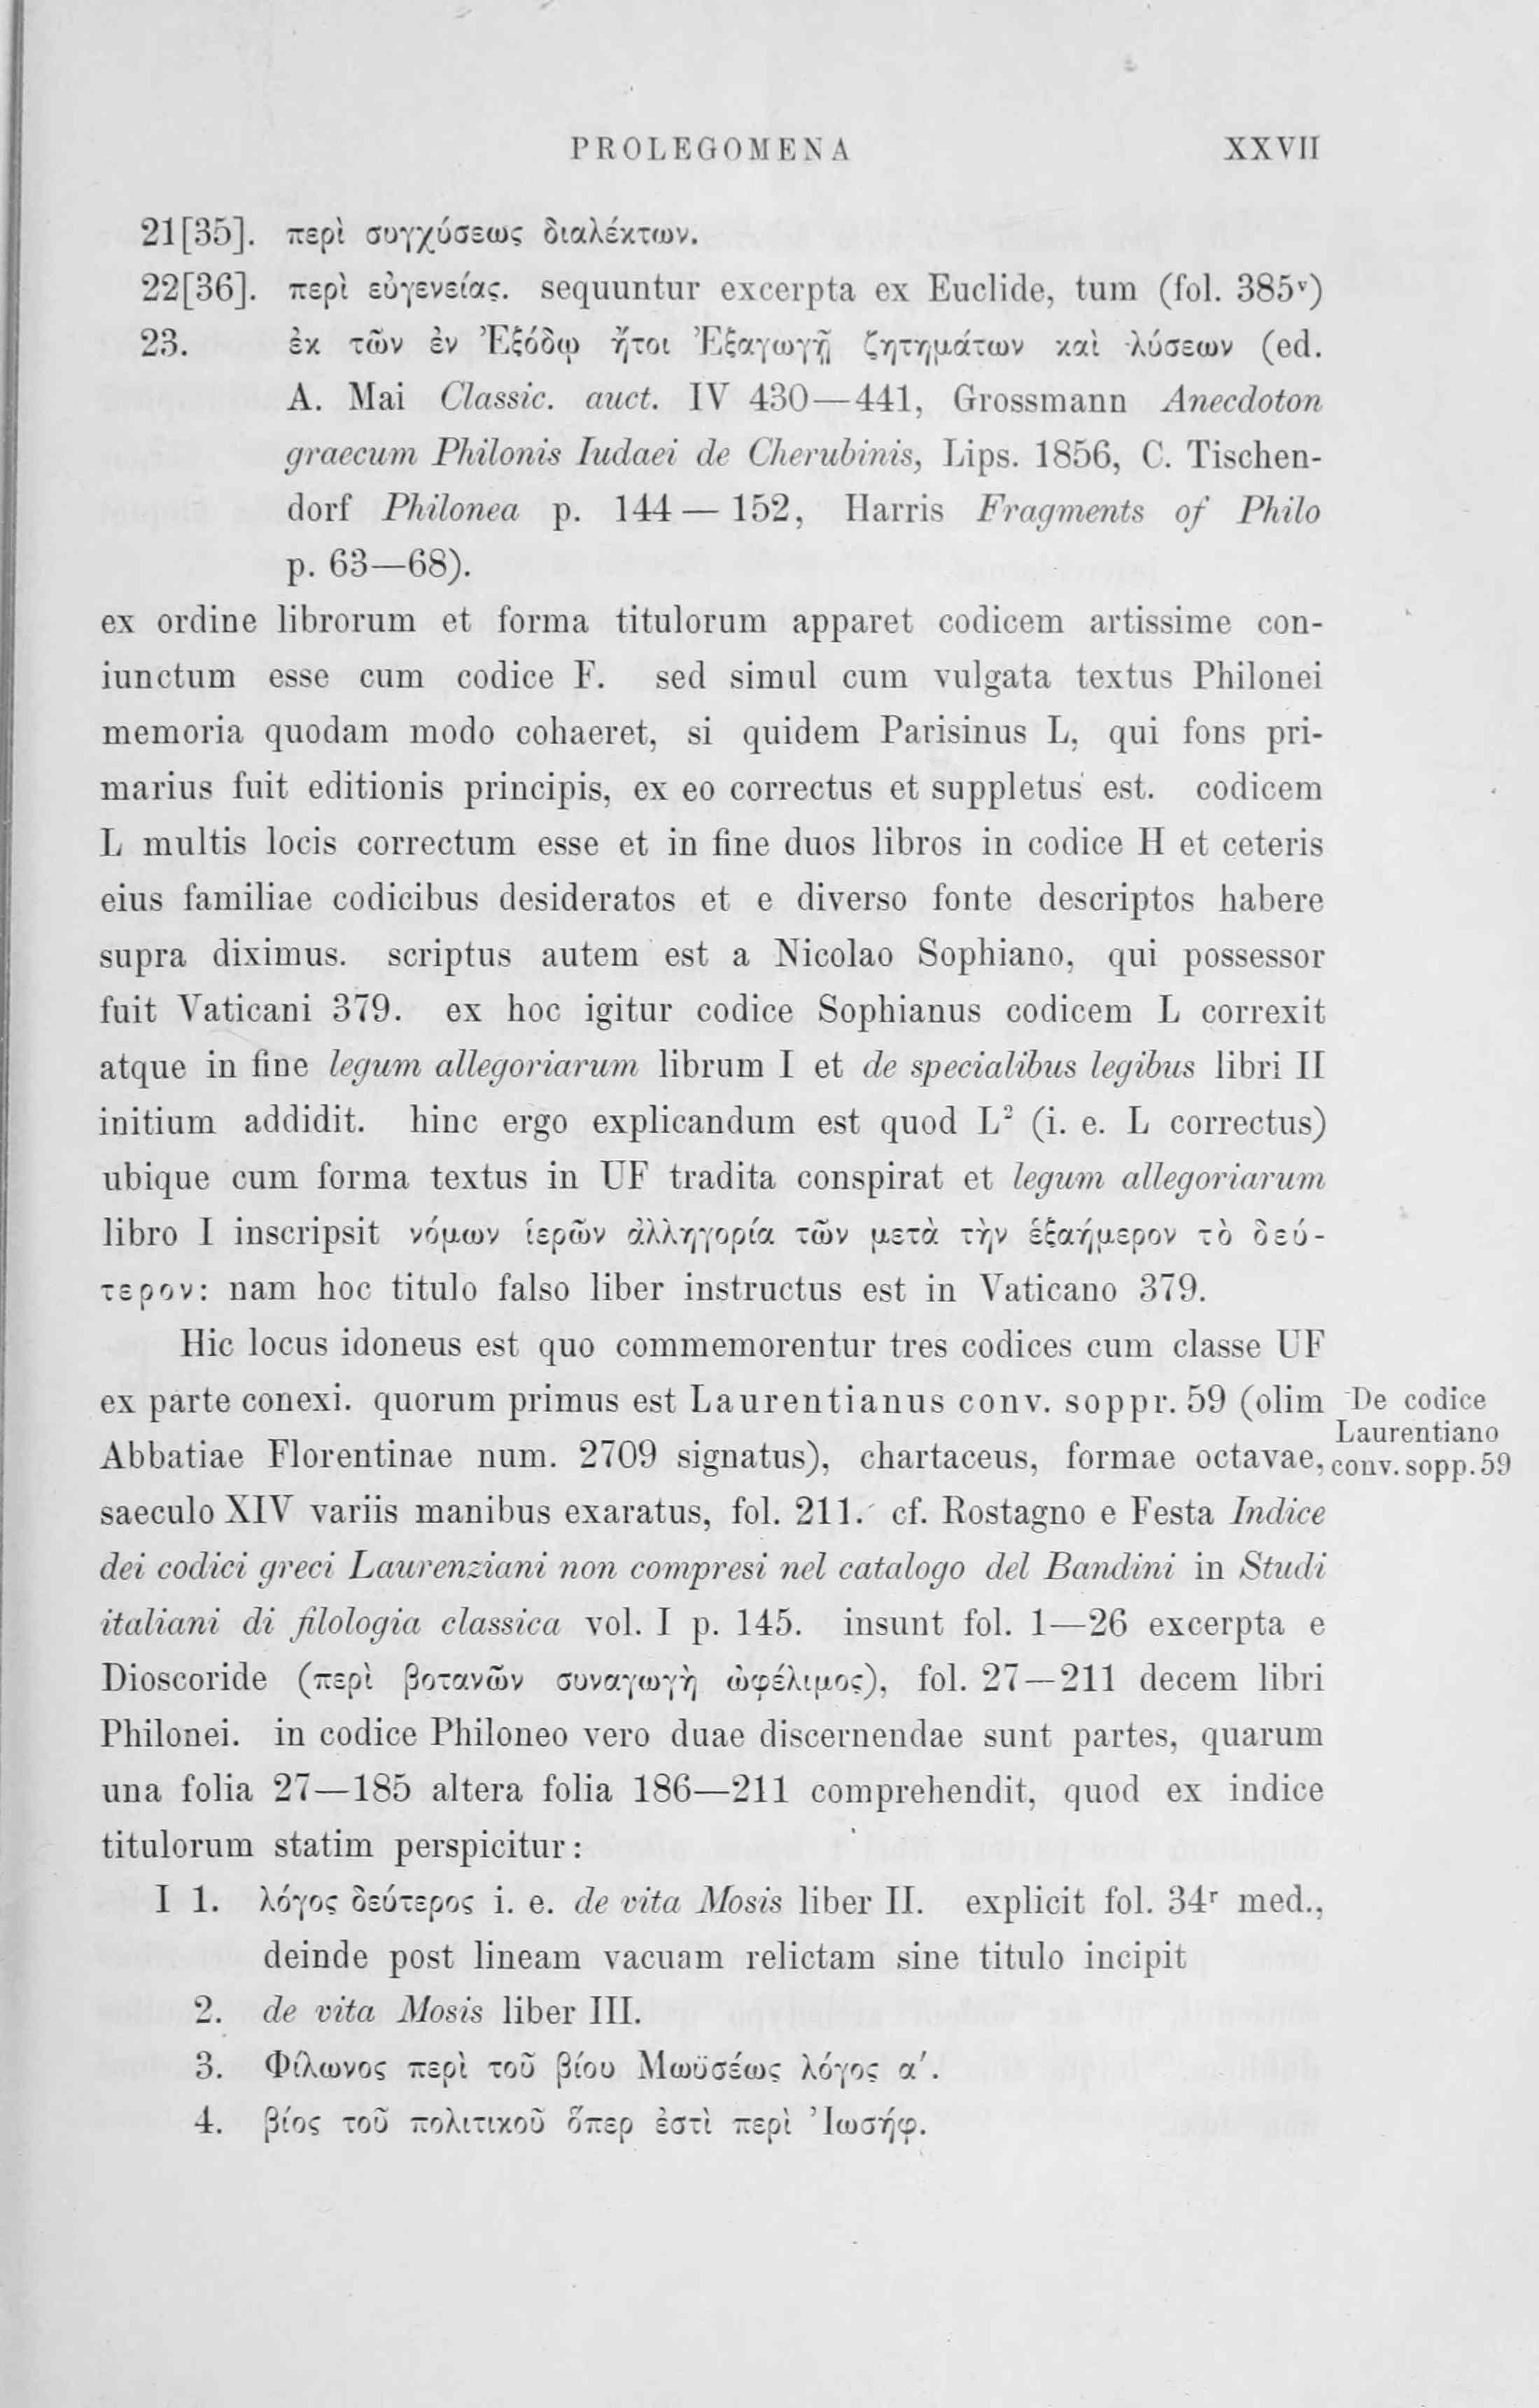 PROLEGOMENA XXVII
21[35]. περὶ συγχύσεως διαλέκτων.
22[36]. περὶ εὐγενείας. sequuntur excerpta ex Euclide, tum (fol. 385ᵛ)
23. ἐκ τῶν ἐν Ἐξόδῳ ἤτοι Ἐξαγωγῇ ζητημάτων καὶ λύσεων (ed.
A. Mai Classic. auct. IV 430—441, Grossmann Anecdoton
graecum Philonis Iudaei de Cherubinis, Lips. 1856, C. Tischen-
dorf Philonea p. 144—152, Harris Fragments of Philo
p. 63—68).
ex ordine librorum et forma titulorum apparet codicem artissime con-
iunctum esse cum codice F. sed simul cum vulgata textus Philonei
memoria quodam modo cohaeret, si quidem Parisinus L, qui fons pri-
marius fuit editionis principis, ex eo correctus et suppletus est. codicem
L multis locis correctum esse et in fine duos libros in codice H et ceteris
eius familiae codicibus desideratos et e diverso fonte descriptos habere
supra diximus. scriptus autem est a Nicolao Sophiano, qui possessor
fuit Vaticani 379. ex hoc igitur codice Sophianus codicem L correxit
atque in fine legum allegoriarum librum I et de specialibus legibus libri II
initium addidit. hinc ergo explicandum est quod L² (i. e. L correctus)
ubique cum forma textus in UF tradita conspirat et legum allegoriarum
libro I inscripsit νόμων ἱερῶν ἀλληγορία τῶν μετὰ τὴν ἑξαήμερον τὸ δεύ-
τερον: nam hoc titulo falso liber instructus est in Vaticano 379.
Hic locus idoneus est quo commemorentur tres codices cum classe UF
ex parte conexi. quorum primus est Laurentianus conv. soppr. 59 (olim
Abbatiae Florentinae num. 2709 signatus), chartaceus, formae octavae,
De codice
Laurentiano
conv. sopp. 59
saeculo XIV variis manibus exaratus, fol. 211. cf. Rostagno e Festa Indice
dei codici greci Laurenziani non compresi nel catalogo del Bandini in Studi
italiani di filologia classica vol. I p. 145. insunt fol. 1—26 excerpta e
Dioscoride (περὶ βοτανῶν συναγωγὴ ὠφέλιμος), fol. 27—211 decem libri
Philonei. in codice Philoneo vero duae discernendae sunt partes, quarum
una folia 27—185 altera folia 186—211 comprehendit, quod ex indice
titulorum statim perspicitur:
I 1. λόγος δεύτερος i. e. de vita Mosis liber II. explicit fol. 34ʳ med.,
deinde post lineam vacuam relictam sine titulo incipit
2. de vita Mosis liber III.
3. Φίλωνος περὶ τοῦ βίου Μωϋσέως λόγος α′.
4. βίος τοῦ πολιτικοῦ ὅπερ ἐστὶ περὶ Ἰωσήφ.